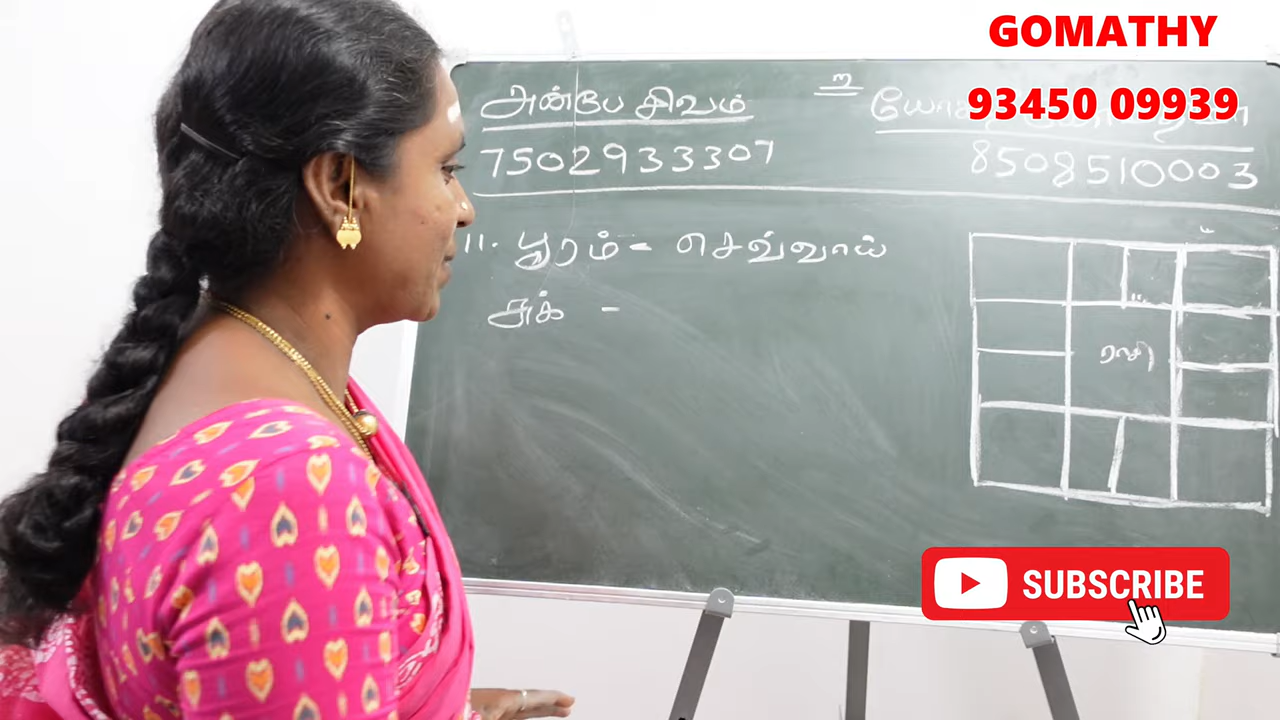 GOMATHY
93450 09939
உ
அன்பே சிவம்
7502933307
8508510003
11. பூரம் - செவ்வாய்
சுக் -
ராசி
SUBSCRIBE